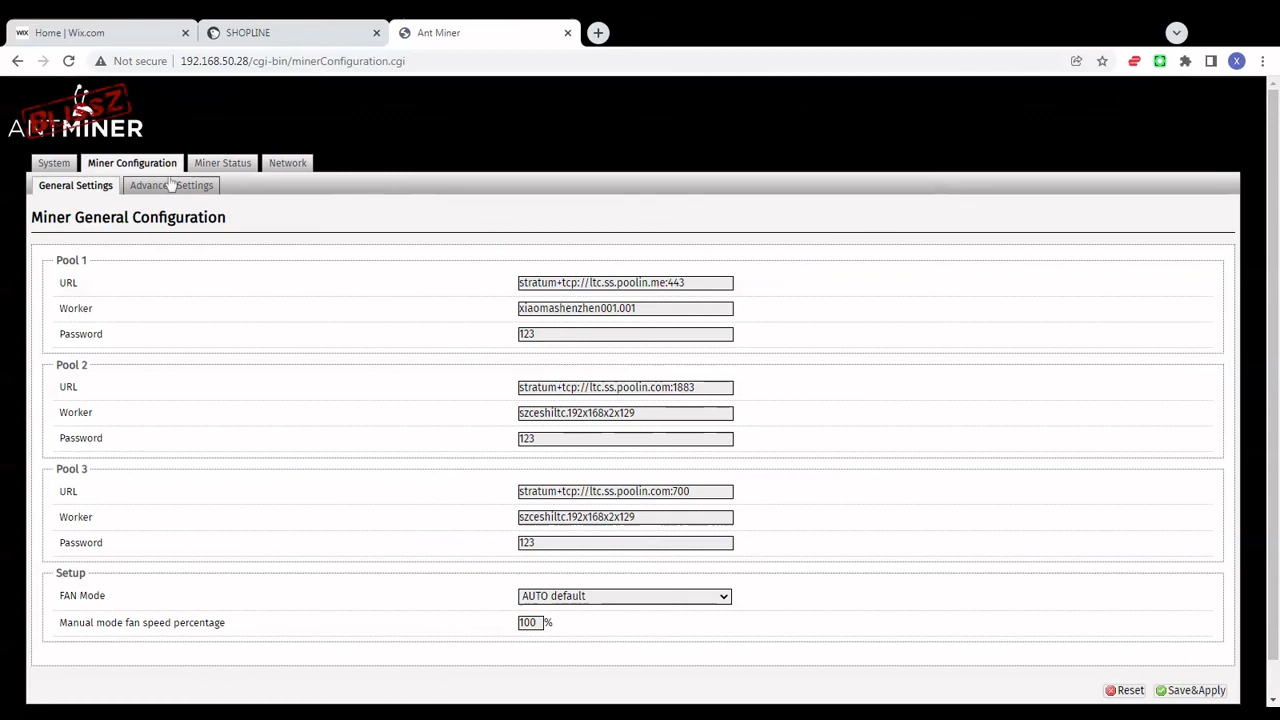 Home | Wix.com
SHOPLINE
Ant Miner
Not secure
192.168.50.28/cgi-bin/minerConfiguration.cgi
X
BLISSZ
ANTMINER
System
Miner Configuration
Miner Status
Network
General Settings
Advanced Settings
Miner General Configuration
Pool 1
URL
stratum+tcp://ltc.ss.poolin.me:443
Worker
xiaomashenzhen001.001
Password
123
Pool 2
URL
stratum+tcp://ltc.ss.poolin.com:1883
Worker
szceshiltc.192x168x2x129
Password
123
Pool 3
URL
stratum+tcp://ltc.ss.poolin.com:700
Worker
szceshiltc.192x168x2x129
Password
123
Setup
FAN Mode
AUTO default
Manual mode fan speed percentage
100 %
Reset
Save&Apply